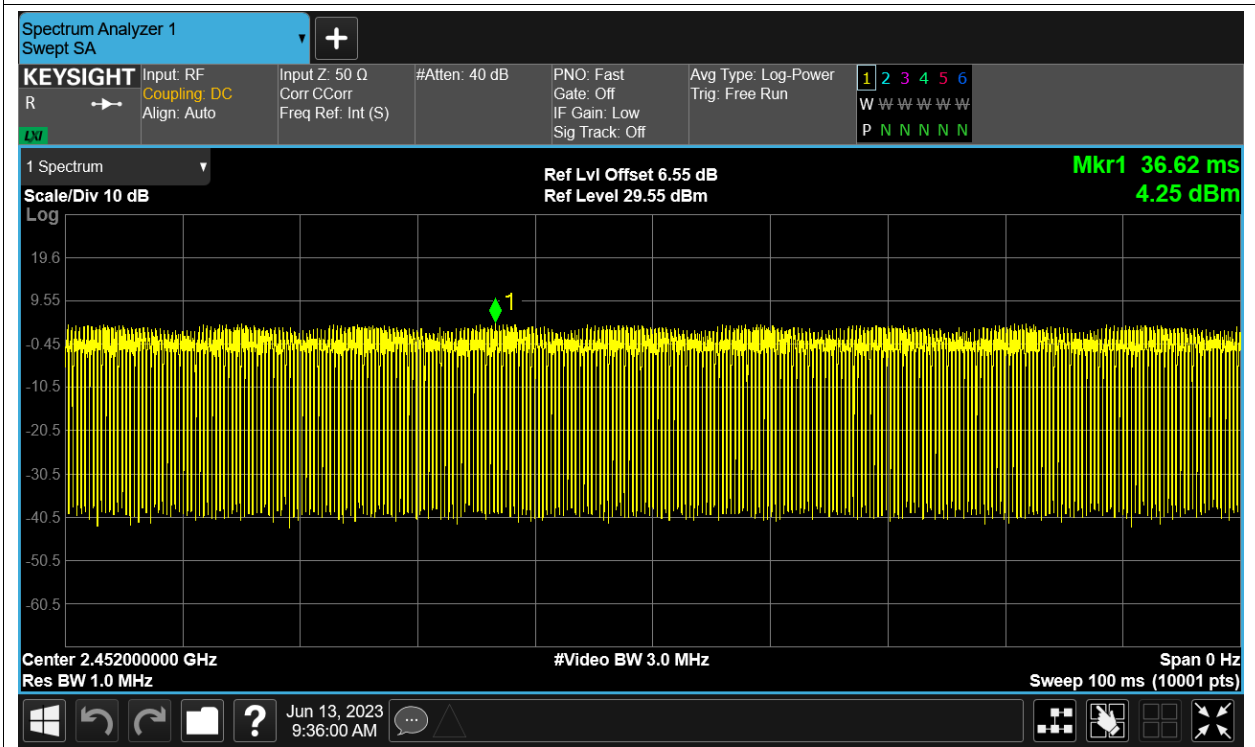 Spectrum Analyzer 1
Swept SA
KEYSIGHT
R
LXI
Input: RF
Coupling: DC
Align: Auto
Input Z: 50 Ω
Corr CCorr
Freq Ref: Int (S)
#Atten: 40 dB
PNO: Fast
Gate: Off
IF Gain: Low
Sig Track: Off
Avg Type: Log-Power
Trig: Free Run
1 2 3 4 5 6
W W W W W W
P N N N N N
1 Spectrum
Scale/Div 10 dB
Log
Ref Lvl Offset 6.55 dB
Ref Level 29.55 dBm
Mkr1 36.62 ms
4.25 dBm
19.6
9.55
1
-0.45
-10.5
-20.5
-30.5
-40.5
-50.5
-60.5
Center 2.452000000 GHz
Res BW 1.0 MHz
#Video BW 3.0 MHz
Span 0 Hz
Sweep 100 ms (10001 pts)
?
Jun 13, 2023
9:36:00 AM